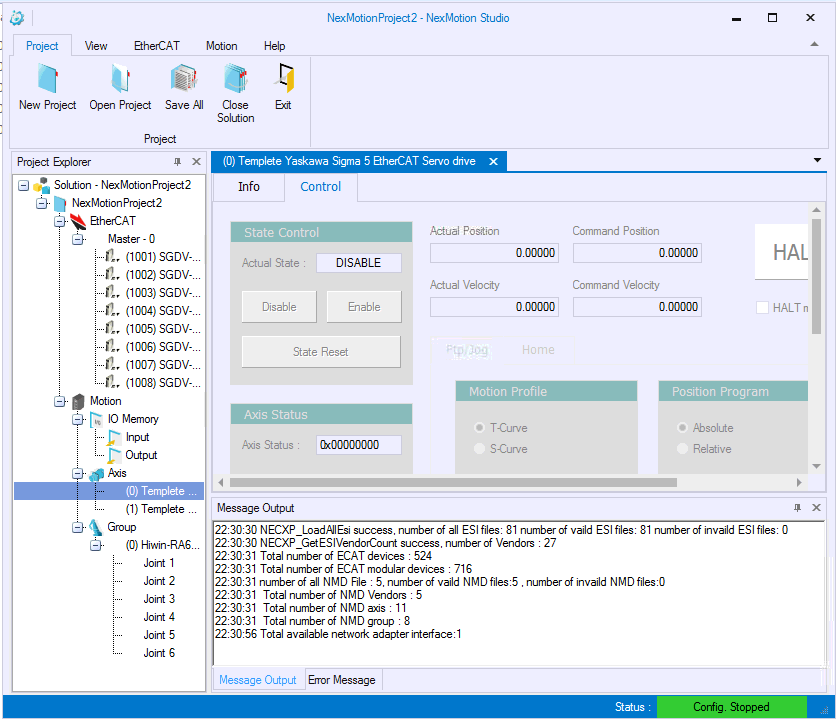 NexMotionProject2 - NexMotion Studio
Project View EtherCAT Motion Help
New Project Open Project Save All Close Solution Exit
Project
Project Explorer
Solution - NexMotionProject2
NexMotionProject2
EtherCAT
Master - 0
(1001) SGDV-...
(1002) SGDV-...
(1003) SGDV-...
(1004) SGDV-...
(1005) SGDV-...
(1006) SGDV-...
(1007) SGDV-...
(1008) SGDV-...
Motion
IO Memory
Input
Output
Axis
(0) Templete ...
(1) Templete ...
Group
(0) Hiwin-RA6...
Joint 1
Joint 2
Joint 3
Joint 4
Joint 5
Joint 6
(0) Templete Yaskawa Sigma 5 EtherCAT Servo drive
Info Control
State Control
Actual State : DISABLE
Disable Enable
State Reset
Axis Status
Axis Status : 0x00000000
Actual Position Command Position
0.00000 0.00000
Actual Velocity Command Velocity
0.00000 0.00000
HAL
HALT m
Ptp/Jog Home
Motion Profile
T-Curve
S-Curve
Position Program
Absolute
Relative
Message Output
22:30:30 NECXP_LoadAllEsi success, number of all ESI files: 81 number of vaild ESI files: 81 number of invaild ESI files: 0
22:30:30 NECXP_GetESIVendorCount success, number of Vendors : 27
22:30:31 Total number of ECAT devices : 524
22:30:31 Total number of ECAT modular devices : 716
22:30:31 number of all NMD File : 5, number of vaild NMD files:5 , number of invaild NMD files:0
22:30:31  Total number of NMD Vendors : 5
22:30:31  Total number of NMD axis : 11
22:30:31  Total number of NMD group : 8
22:30:56 Total available network adapter interface:1
Message Output Error Message
Status : Config. Stopped